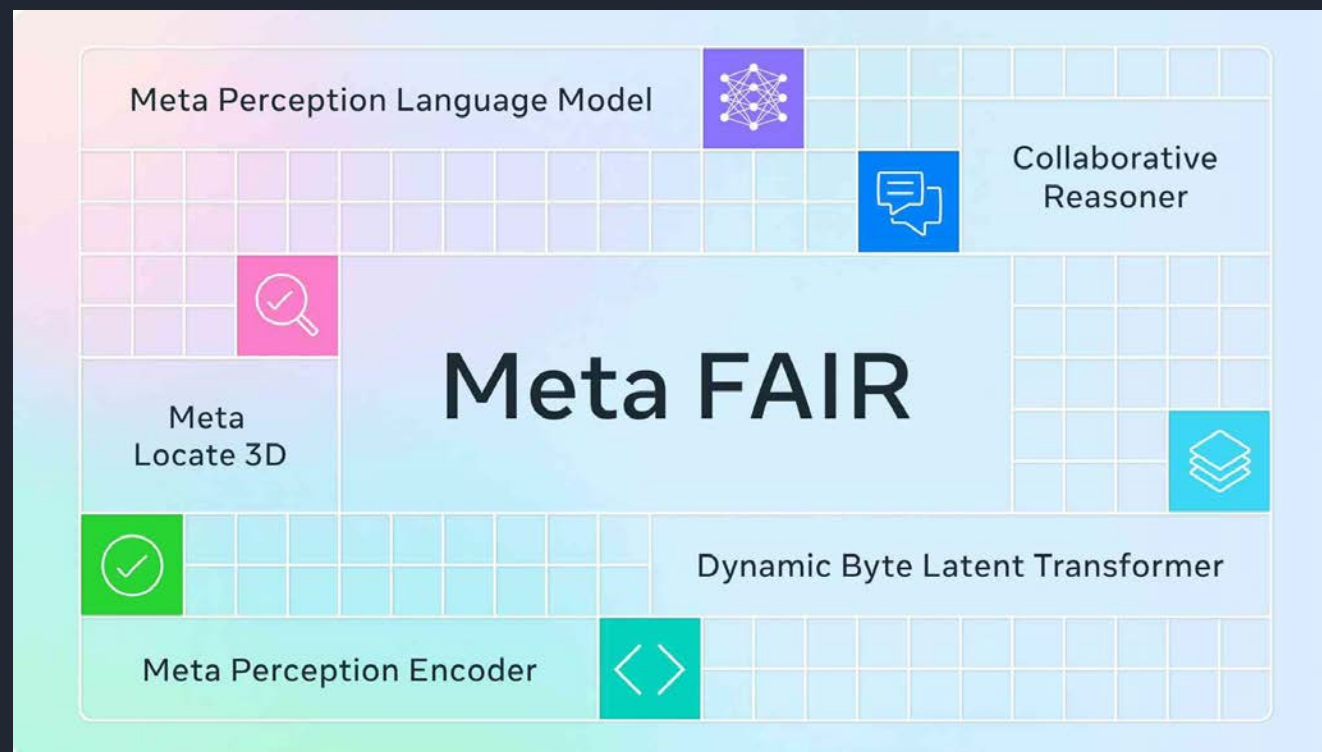 Meta Perception Language Model
Collaborative
Reasoner
Meta FAIR
Meta
Locate 3D
Dynamic Byte Latent Transformer
Meta Perception Encoder